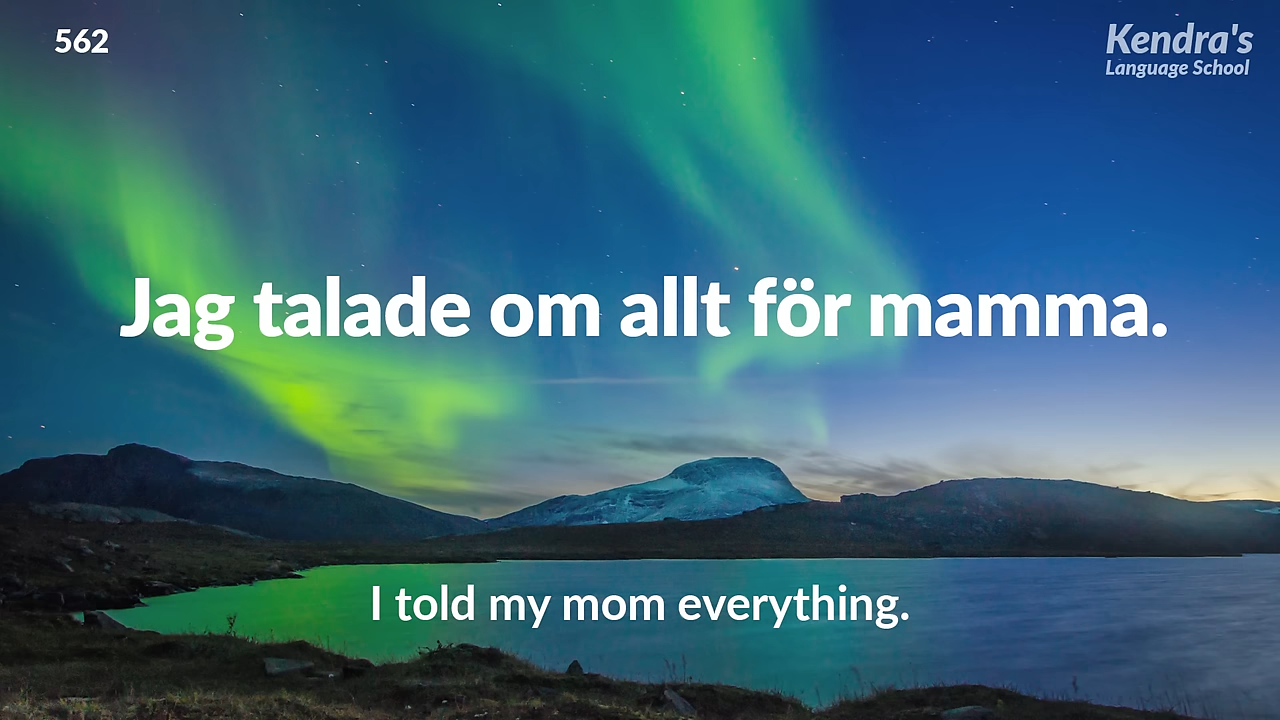 562
Kendra's
Language School
Jag talade om allt för mamma.
I told my mom everything.